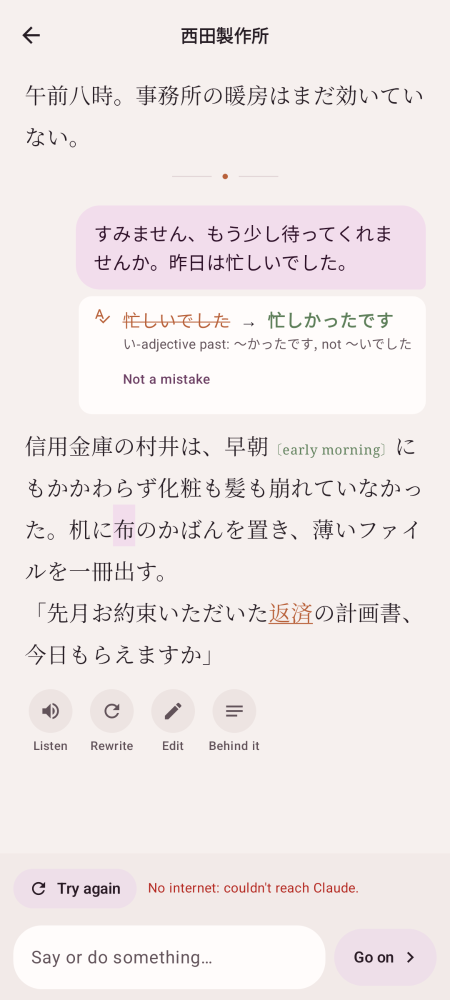 西田製作所
午前八時。事務所の暖房はまだ効いてい
ない。
すみません、もう少し待ってくれま
せんか。昨日は忙しいでした。
忙しいでした → 忙しかったです
い-adjective past: 〜かったです, not 〜いでした
Not a mistake
信用金庫の村井は、早朝〔early morning〕に
もかかわらず化粧も髪も崩れていなかっ
た。机に布のかばんを置き、薄いファイ
ルを一冊出す。
「先月お約束いただいた返済の計画書、
今日もらえますか」
Listen Rewrite Edit Behind it
Try again No internet: couldn't reach Claude.
Say or do something… Go on